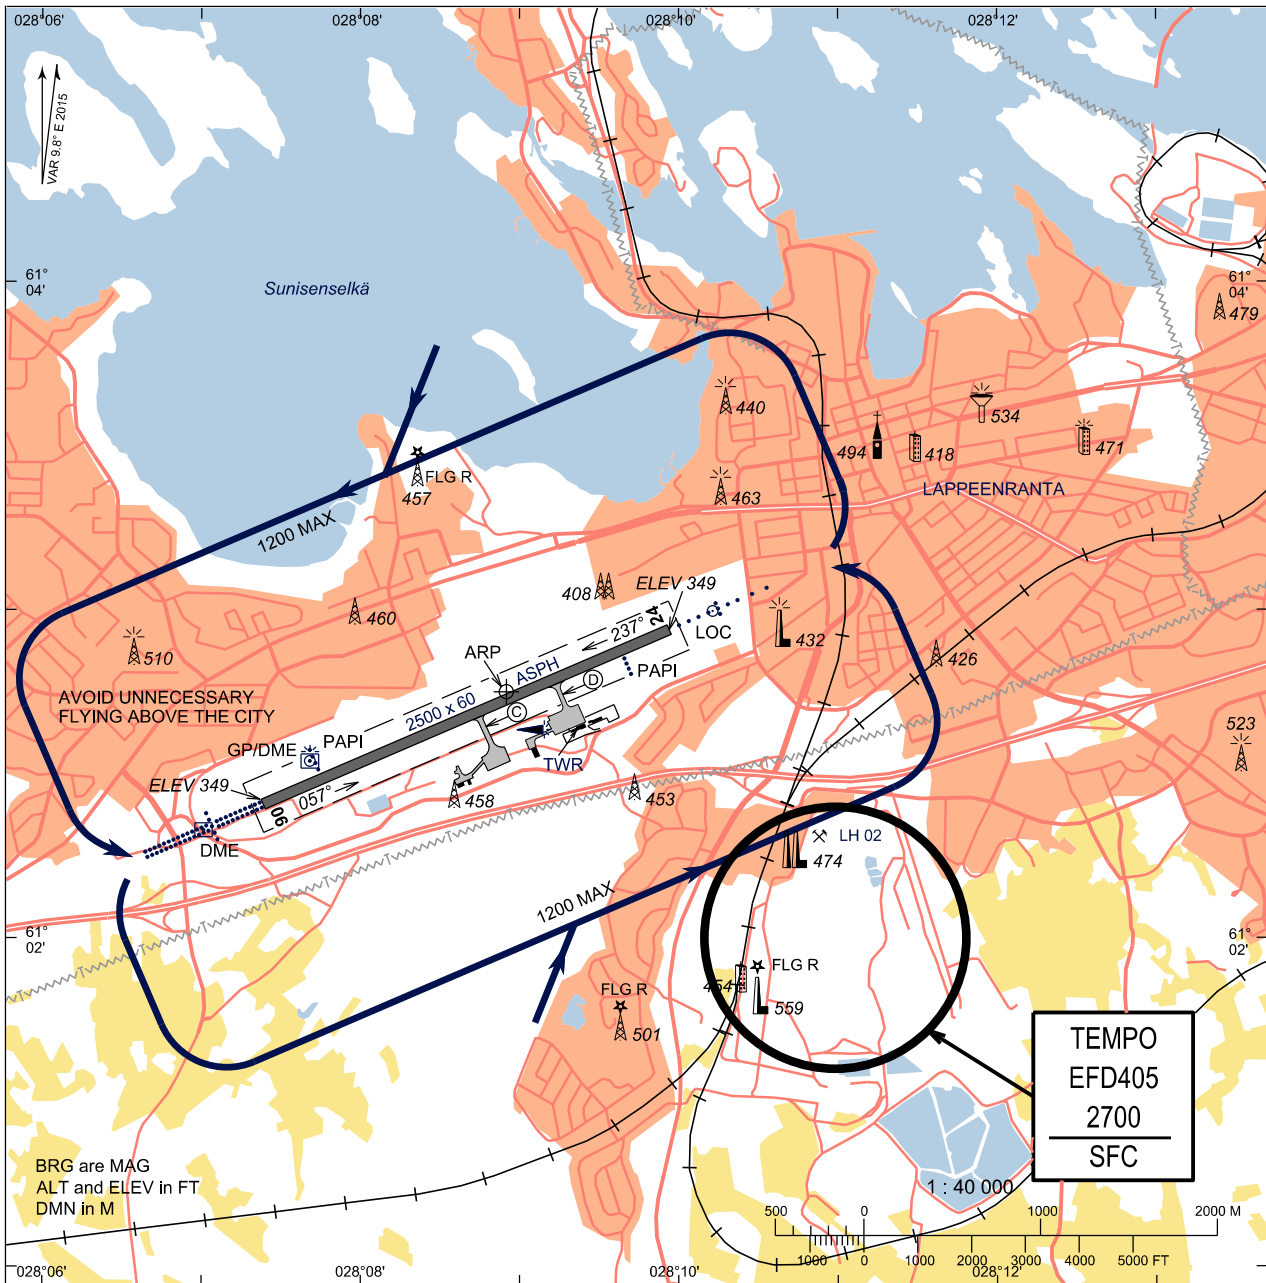 028°06'
028°08'
028°10'
028°12'
VAR 9.8° E 2015
61°
04'
61°
04'
Sunisenselkä
479
440
534
494
418
471
FLG R
457
463
LAPPEENRANTA
1200 MAX
408
ELEV 349
460
24
237°
LOC
432
510
ARP
ASPH
PAPI
426
D
AVOID UNNECESSARY
FLYING ABOVE THE CITY
2500 x 60
C
523
GP/DME
PAPI
TWR
ELEV 349
057°
458
453
06
DME
LH 02
474
1200 MAX
61°
02'
61°
02'
FLG R
454
559
FLG R
501
TEMPO
EFD405
2700
SFC
BRG are MAG
ALT and ELEV in FT
DMN in M
1 : 40 000
500
0
1000
2000 M
1000
0
1000
2000
3000
4000
5000 FT
028°06'
028°08'
028°10'
028°12'